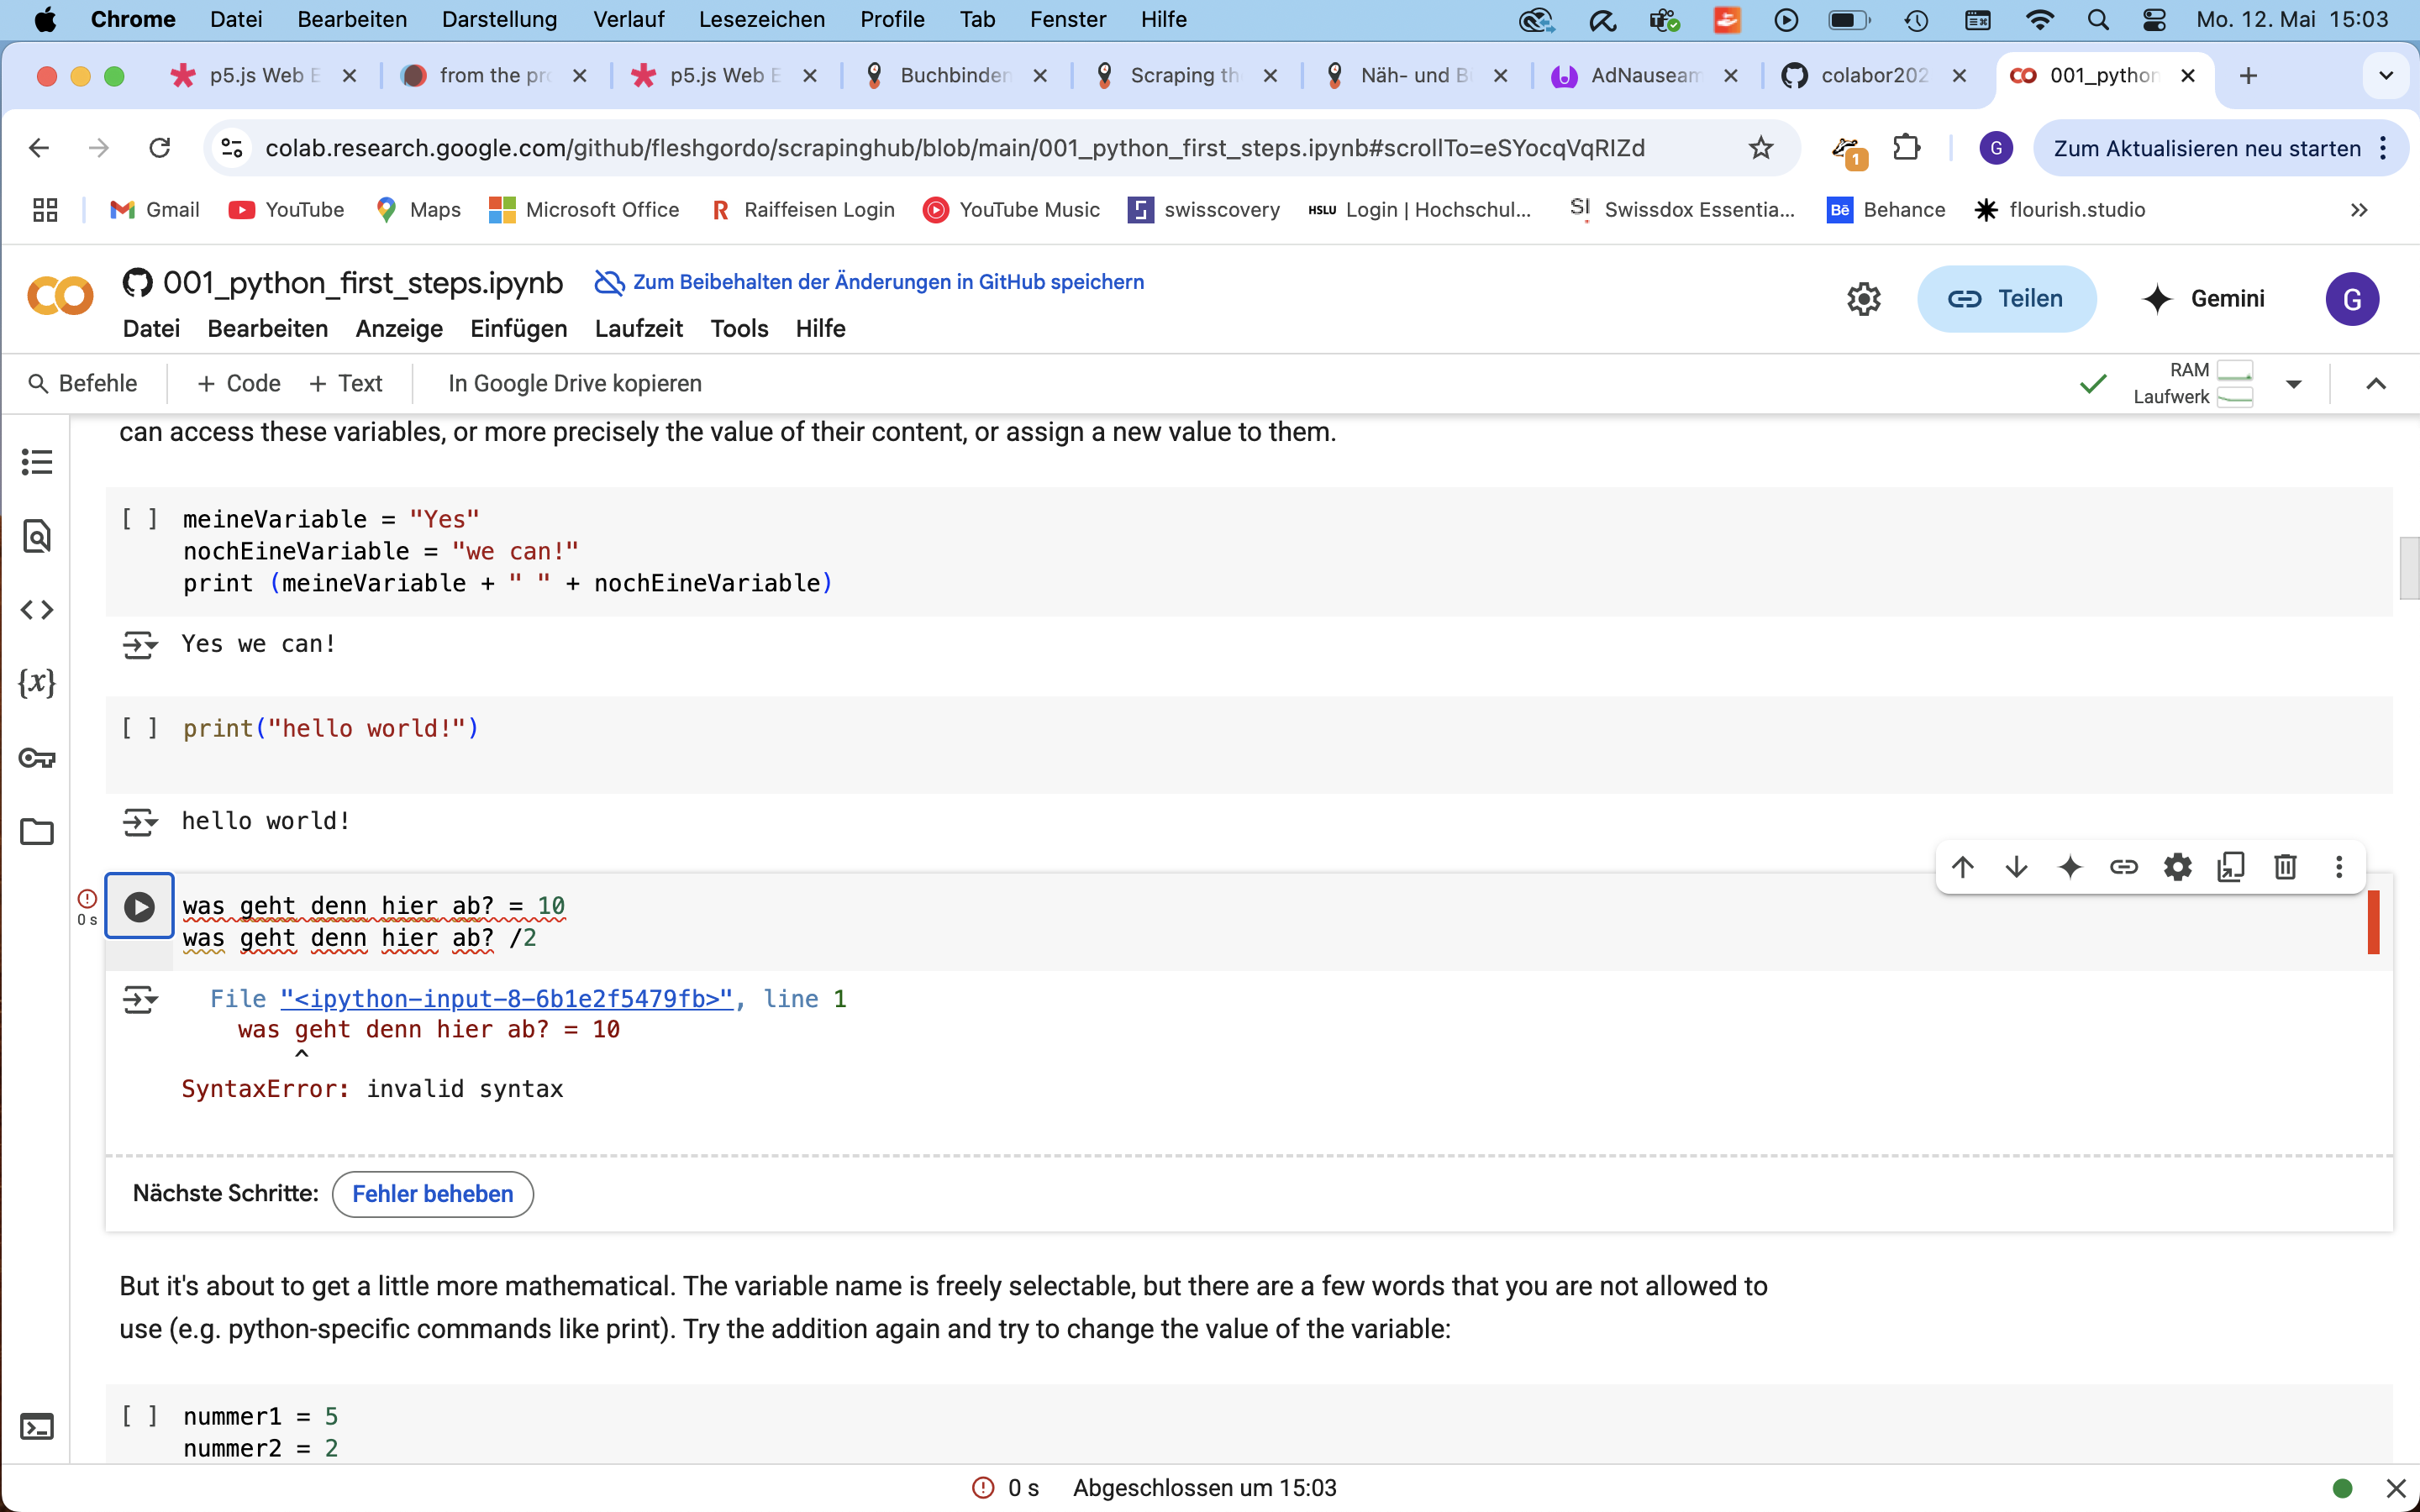 Chrome Datei Bearbeiten Darstellung Verlauf Lesezeichen Profile Tab Fenster Hilfe Mo. 12. Mai 15:03
p5.js Web E from the pro p5.js Web E Buchbinden Scraping th Näh- und B AdNauseam colabor202 001_python
colab.research.google.com/github/fleshgordo/scrapinghub/blob/main/001_python_first_steps.ipynb#scrollTo=eSYocqVqRIZd 1 G Zum Aktualisieren neu starten
Gmail YouTube Maps Microsoft Office R Raiffeisen Login YouTube Music swisscovery HSLU Login | Hochschul... SI Swissdox Essentia... Bē Behance flourish.studio
001_python_first_steps.ipynb Zum Beibehalten der Änderungen in GitHub speichern
Teilen Gemini G
Datei Bearbeiten Anzeige Einfügen Laufzeit Tools Hilfe
Befehle + Code + Text In Google Drive kopieren RAM
Laufwerk
can access these variables, or more precisely the value of their content, or assign a new value to them.
[ ] meineVariable = "Yes"
nochEineVariable = "we can!"
print (meineVariable + " " + nochEineVariable)
Yes we can!
{x}
[ ] print("hello world!")
hello world!
was geht denn hier ab? = 10
0 s
was geht denn hier ab? /2
File "<ipython-input-8-6b1e2f5479fb>", line 1
was geht denn hier ab? = 10
^
SyntaxError: invalid syntax
Nächste Schritte: Fehler beheben
But it's about to get a little more mathematical. The variable name is freely selectable, but there are a few words that you are not allowed to
use (e.g. python-specific commands like print). Try the addition again and try to change the value of the variable:
[ ] nummer1 = 5
nummer2 = 2
0 s Abgeschlossen um 15:03